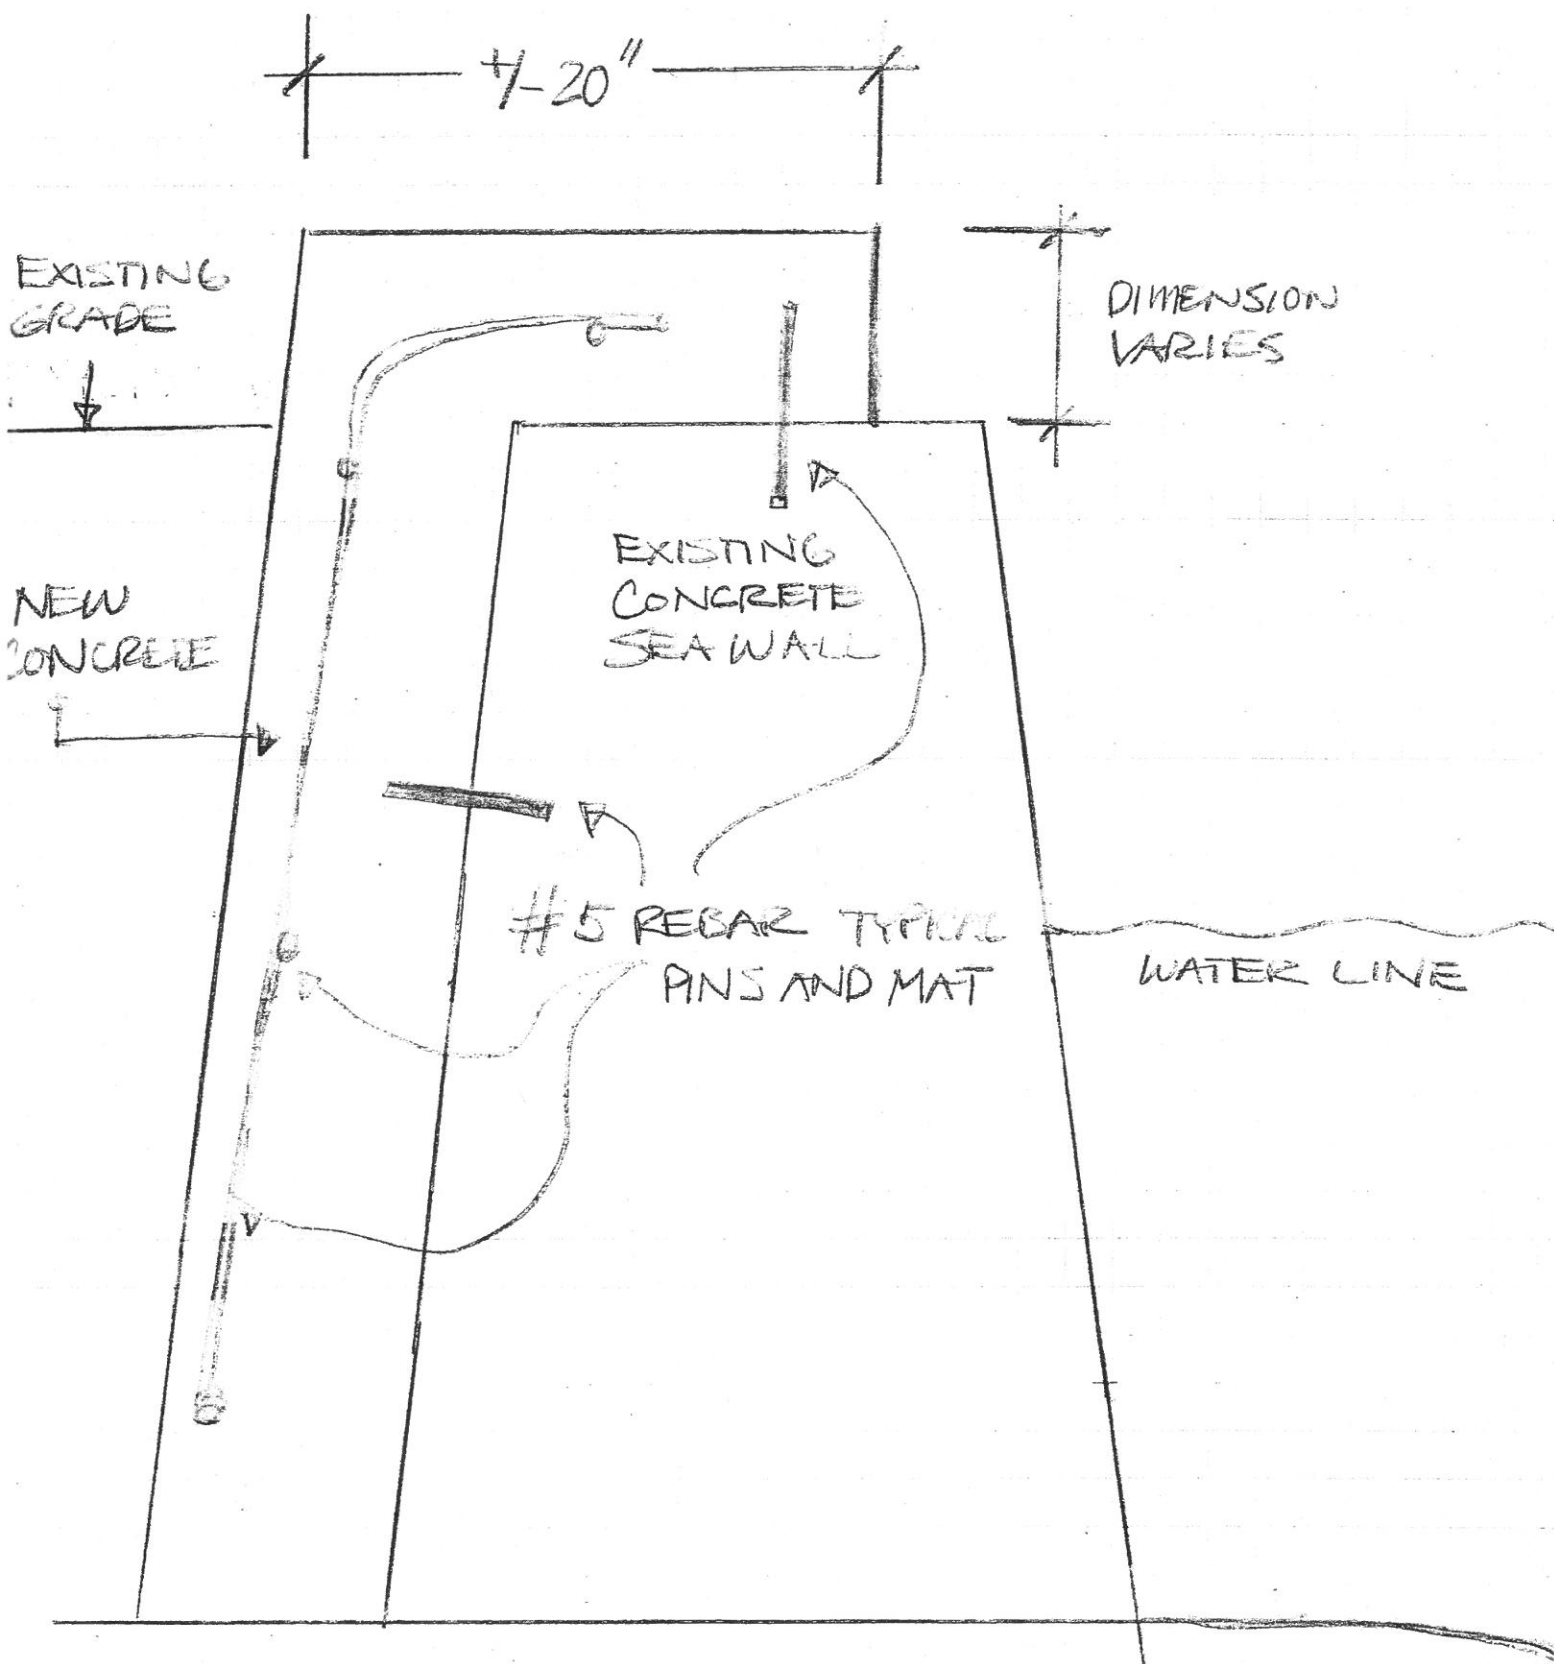 +/-20"
EXISTING
GRADE
DIMENSION
VARIES
EXISTING
CONCRETE
SEA WALL
NEW
CONCRETE
#5 REBAR TYPICAL
PINS AND MAT
WATER LINE